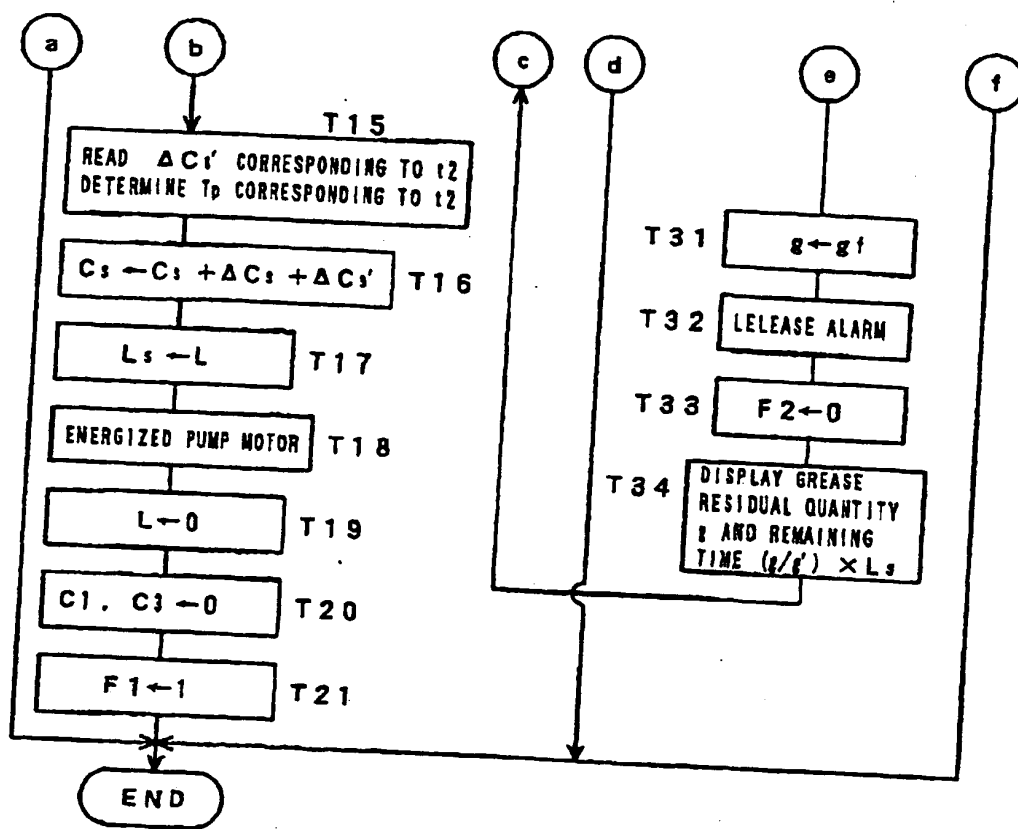 a
b
c
d
e
f
T15
READ ΔCs' CORRESPONDING TO t2
DETERMINE Tp CORRESPONDING TO t2
Cs←Cs+ΔCs+ΔCs'
T16
Ls←L
T17
ENERGIZED PUMP MOTOR
T18
L←0
T19
C1. C3←0
T20
F1←1
T21
END
T31
g←gf
T32
LELEASE ALARM
T33
F2←0
T34
DISPLAY GREASE
RESIDUAL QUANTITY
g AND REMAINING
TIME (g/g') ×Ls